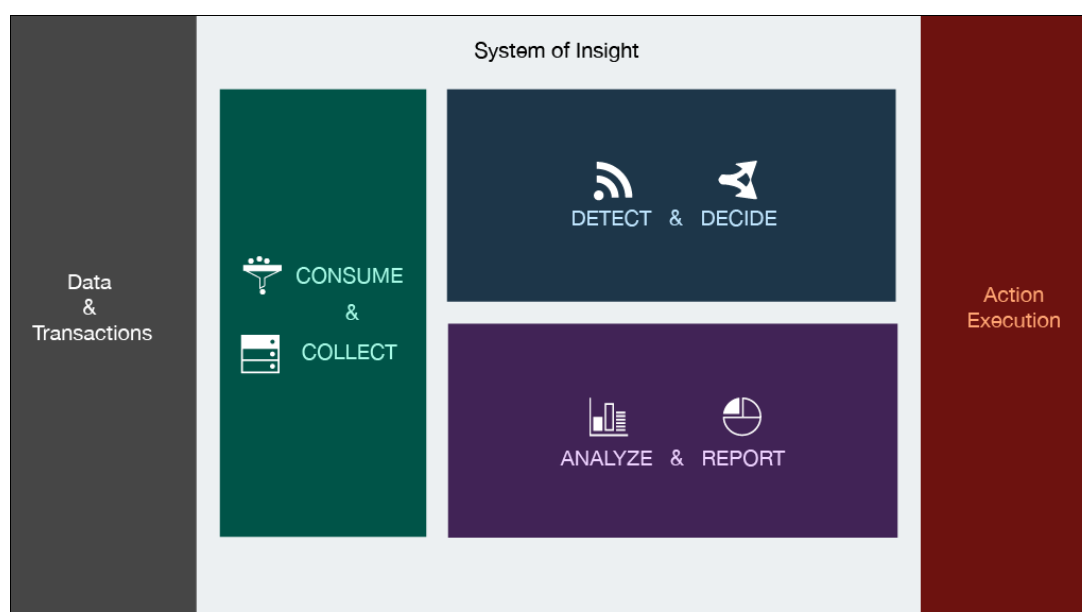 System of Insight
Data
&
Transactions
CONSUME
&
COLLECT
DETECT & DECIDE
ANALYZE & REPORT
Action
Execution